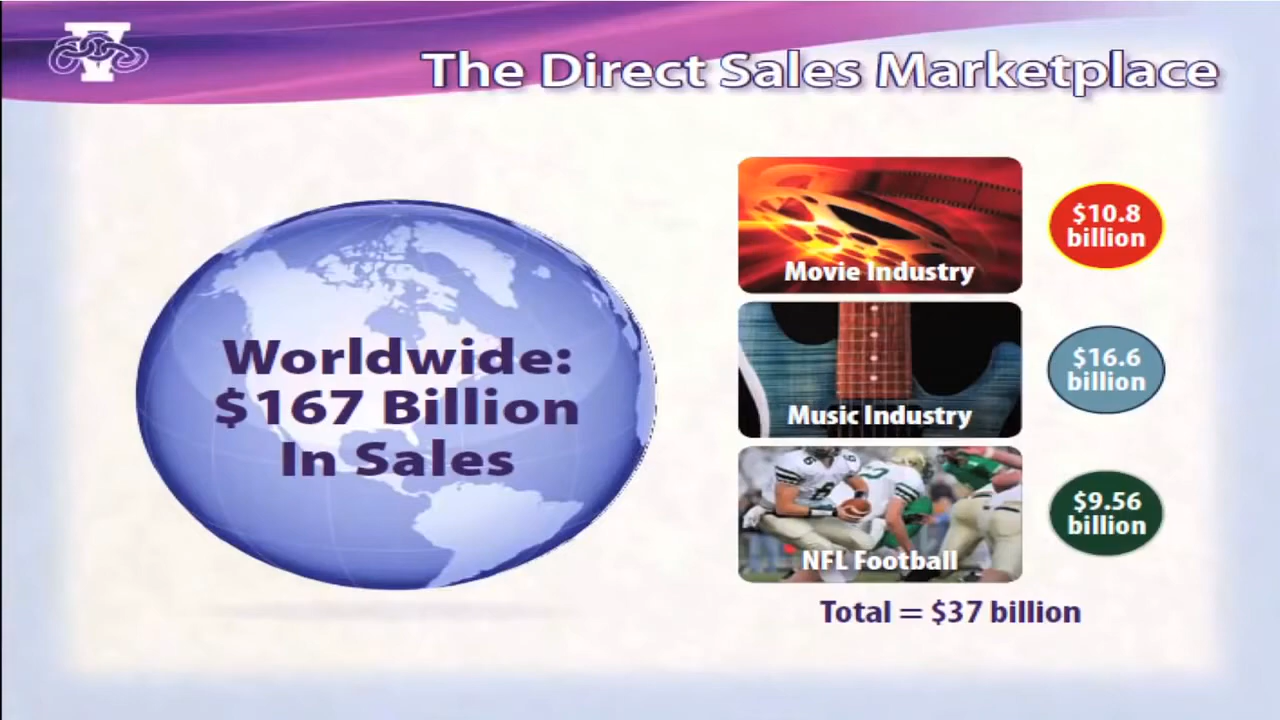 V
The Direct Sales Marketplace
Worldwide:
$167 Billion
In Sales
Movie Industry
$10.8
billion
Music Industry
$16.6
billion
NFL Football
$9.56
billion
Total = $37 billion